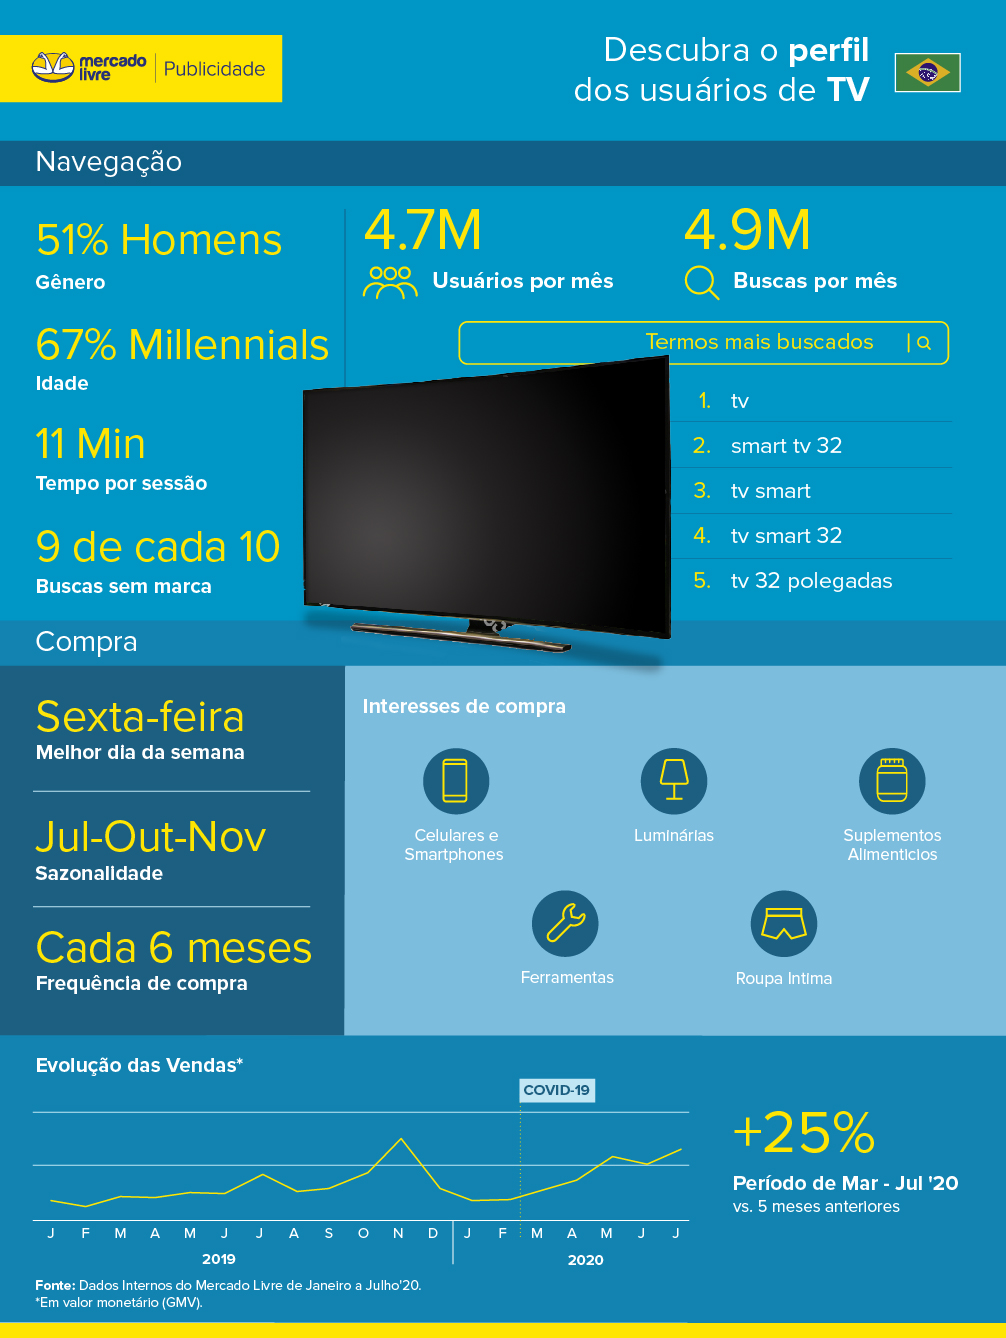 mercado
livre
Publicidade
Descubra o perfil
dos usuários de TV
Navegação
51% Homens
Gênero
67% Millennials
Idade
11 Min
Tempo por sessão
9 de cada 10
Buscas sem marca
4.7M
Usuários por mês
4.9M
Buscas por mês
Termos mais buscados
1. tv
2. smart tv 32
3. tv smart
4. tv smart 32
5. tv 32 polegadas
Compra
Sexta-feira
Melhor dia da semana
Jul-Out-Nov
Sazonalidade
Cada 6 meses
Frequência de compra
Interesses de compra
Celulares e
Smartphones
Luminárias
Suplementos
Alimenticios
Ferramentas
Roupa Intima
Evolução das Vendas*
COVID-19
J F M A M J J A S O N D J F M A M J J
2019 2020
+25%
Período de Mar - Jul '20
vs. 5 meses anteriores
Fonte: Dados Internos do Mercado Livre de Janeiro a Julho'20.
*Em valor monetário (GMV).